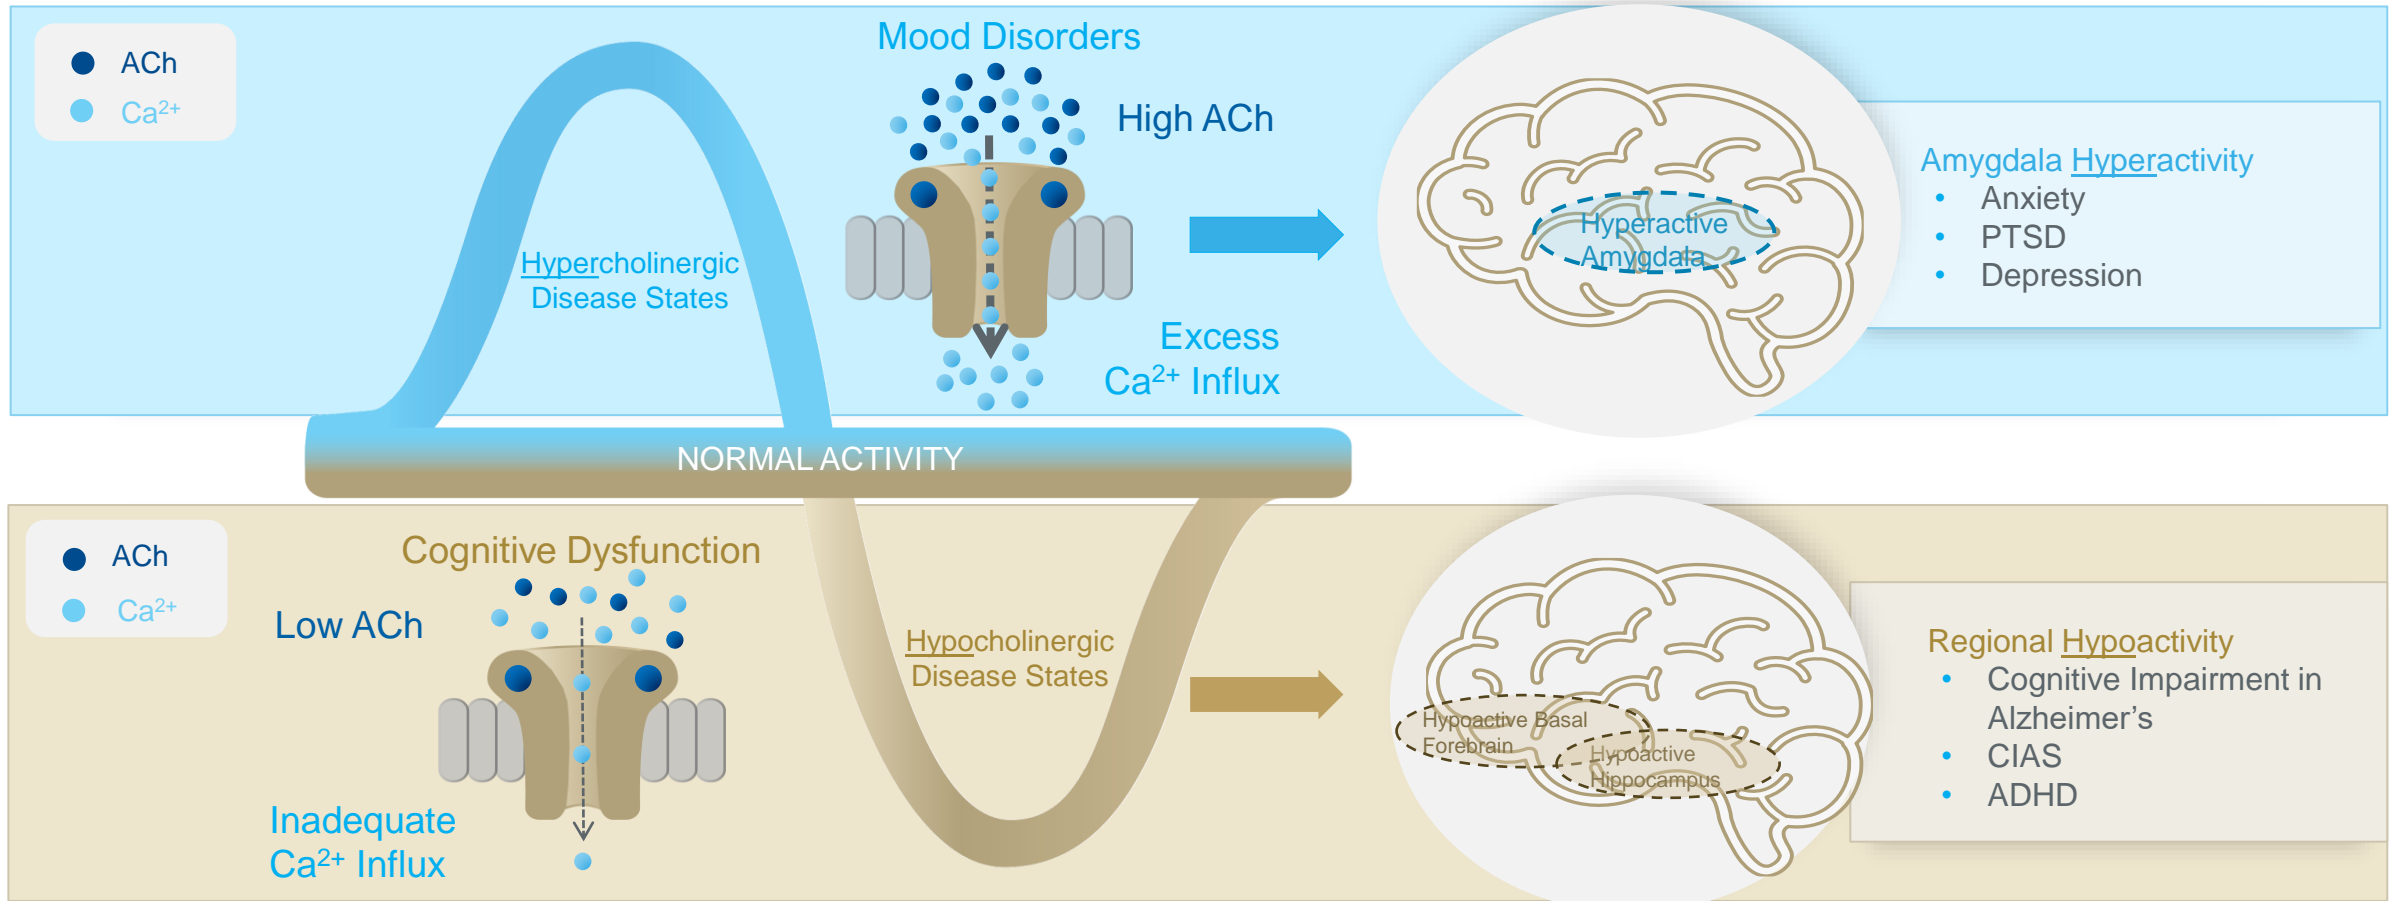 ACh
Ca²⁺
Mood Disorders
High ACh
Hypercholinergic
Disease States
Excess
Ca²⁺ Influx
Hyperactive
Amygdala
Amygdala Hyperactivity
• Anxiety
• PTSD
• Depression
NORMAL ACTIVITY
ACh
Ca²⁺
Cognitive Dysfunction
Low ACh
Inadequate
Ca²⁺ Influx
Hypocholinergic
Disease States
Hypoactive Basal
Forebrain
Hypoactive
Hippocampus
Regional Hypoactivity
• Cognitive Impairment in
Alzheimer’s
• CIAS
• ADHD